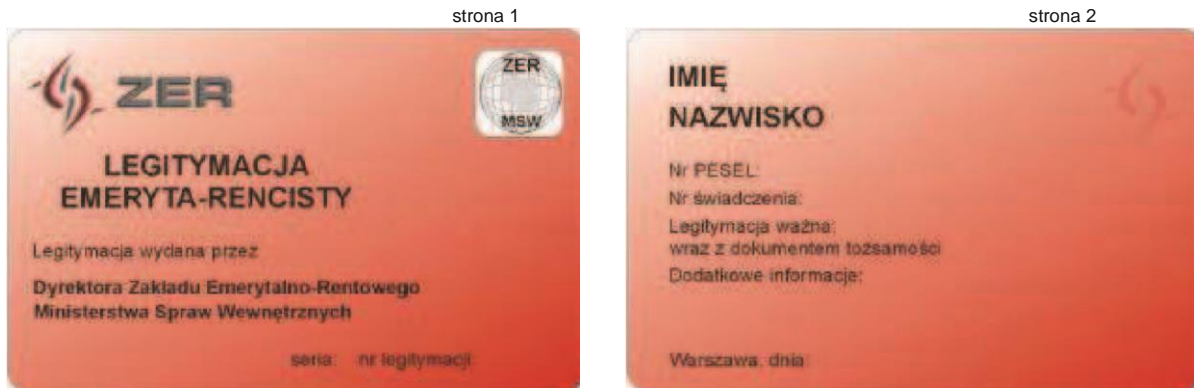 strona 1
ZER
ZER
MSW
LEGITYMACJA
EMERYTA-RENCISTY
Legitymacja wydana przez
Dyrektora Zakładu Emerytalno-Rentowego
Ministerstwa Spraw Wewnętrznych
seria: nr legitymacji:
strona 2
IMIĘ
NAZWISKO
Nr PESEL:
Nr świadczenia:
Legitymacja ważna:
wraz z dokumentem tożsamości
Dodatkowe informacje:
Warszawa, dnia: